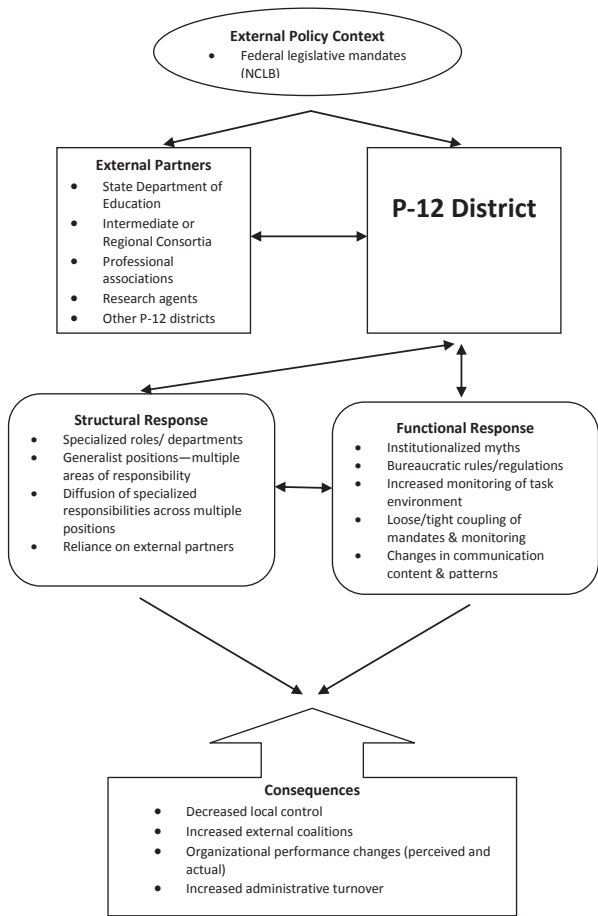 External Policy Context
• Federal legislative mandates
(NCLB)
External Partners
• State Department of
Education
• Intermediate or
Regional Consortia
• Professional
associations
• Research agents
• Other P-12 districts
P-12 District
Structural Response
• Specialized roles/ departments
• Generalist positions—multiple
areas of responsibility
• Diffusion of specialized
responsibilities across multiple
positions
• Reliance on external partners
Functional Response
• Institutionalized myths
• Bureaucratic rules/regulations
• Increased monitoring of task
environment
• Loose/tight coupling of
mandates & monitoring
• Changes in communication
content & patterns
Consequences
• Decreased local control
• Increased external coalitions
• Organizational performance changes (perceived and
actual)
• Increased administrative turnover